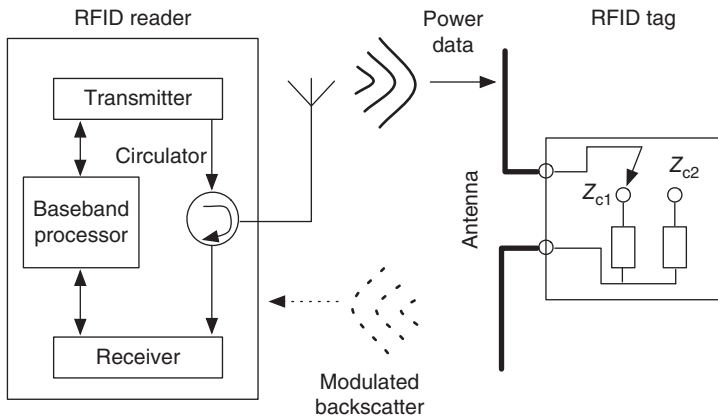 RFID reader
Power
data
RFID tag
Transmitter
Circulator
Baseband
processor
Antenna
Zc1
Zc2
Receiver
Modulated
backscatter